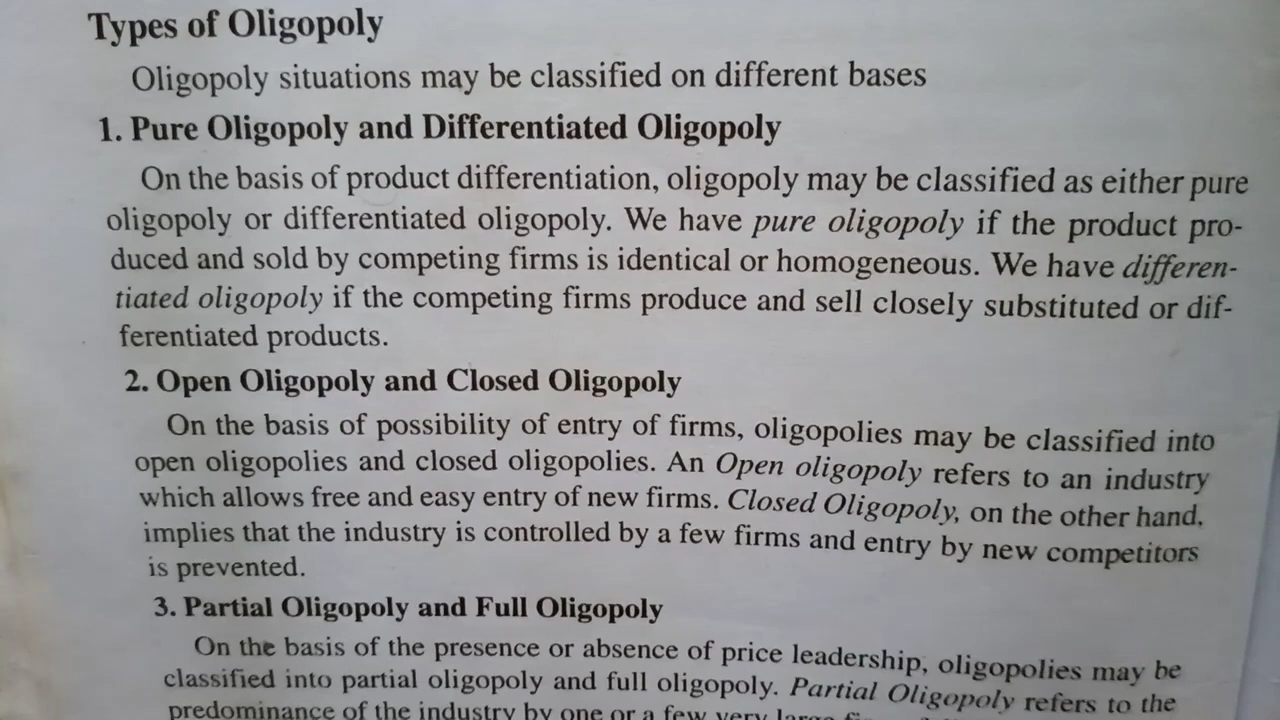 Types of Oligopoly
Oligopoly situations may be classified on different bases
1. Pure Oligopoly and Differentiated Oligopoly
On the basis of product differentiation, oligopoly may be classified as either pure
oligopoly or differentiated oligopoly. We have pure oligopoly if the product pro-
duced and sold by competing firms is identical or homogeneous. We have differen-
tiated oligopoly if the competing firms produce and sell closely substituted or dif-
ferentiated products.
2. Open Oligopoly and Closed Oligopoly
On the basis of possibility of entry of firms, oligopolies may be classified into
open oligopolies and closed oligopolies. An Open oligopoly refers to an industry
which allows free and easy entry of new firms. Closed Oligopoly, on the other hand,
implies that the industry is controlled by a few firms and entry by new competitors
is prevented.
3. Partial Oligopoly and Full Oligopoly
On the basis of the presence or absence of price leadership, oligopolies may be
classified into partial oligopoly and full oligopoly. Partial Oligopoly refers to the
predominance of the industry by one or a few very large